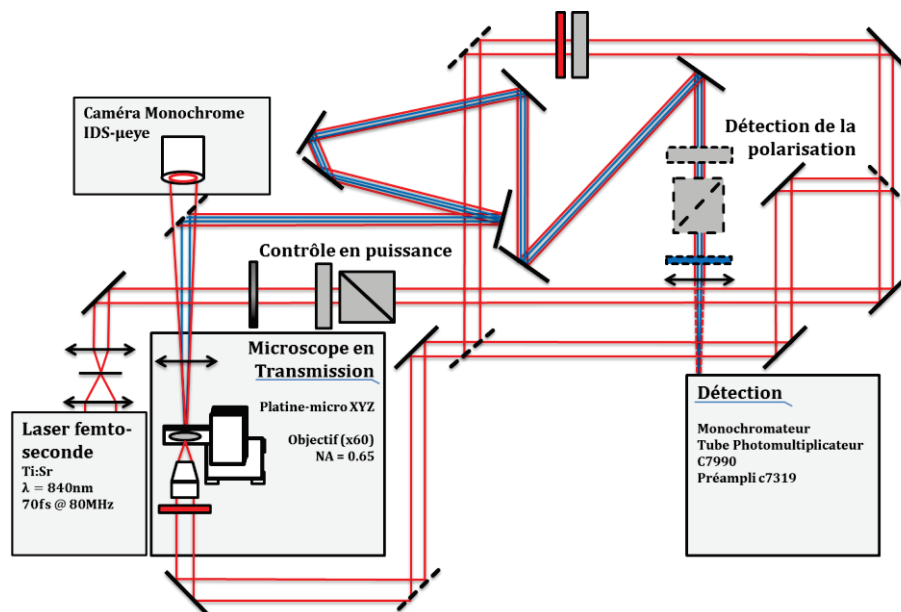 Caméra Monochrome
IDS-μeye
Détection de la
polarisation
Contrôle en puissance
Microscope en
Transmission
Platine-micro XYZ
Objectif (x60)
NA = 0.65
Laser femto-
seconde
Ti:Sr
λ = 840nm
70fs @ 80MHz
Détection
Monochromateur
Tube Photomultiplicateur
C7990
Préampli c7319